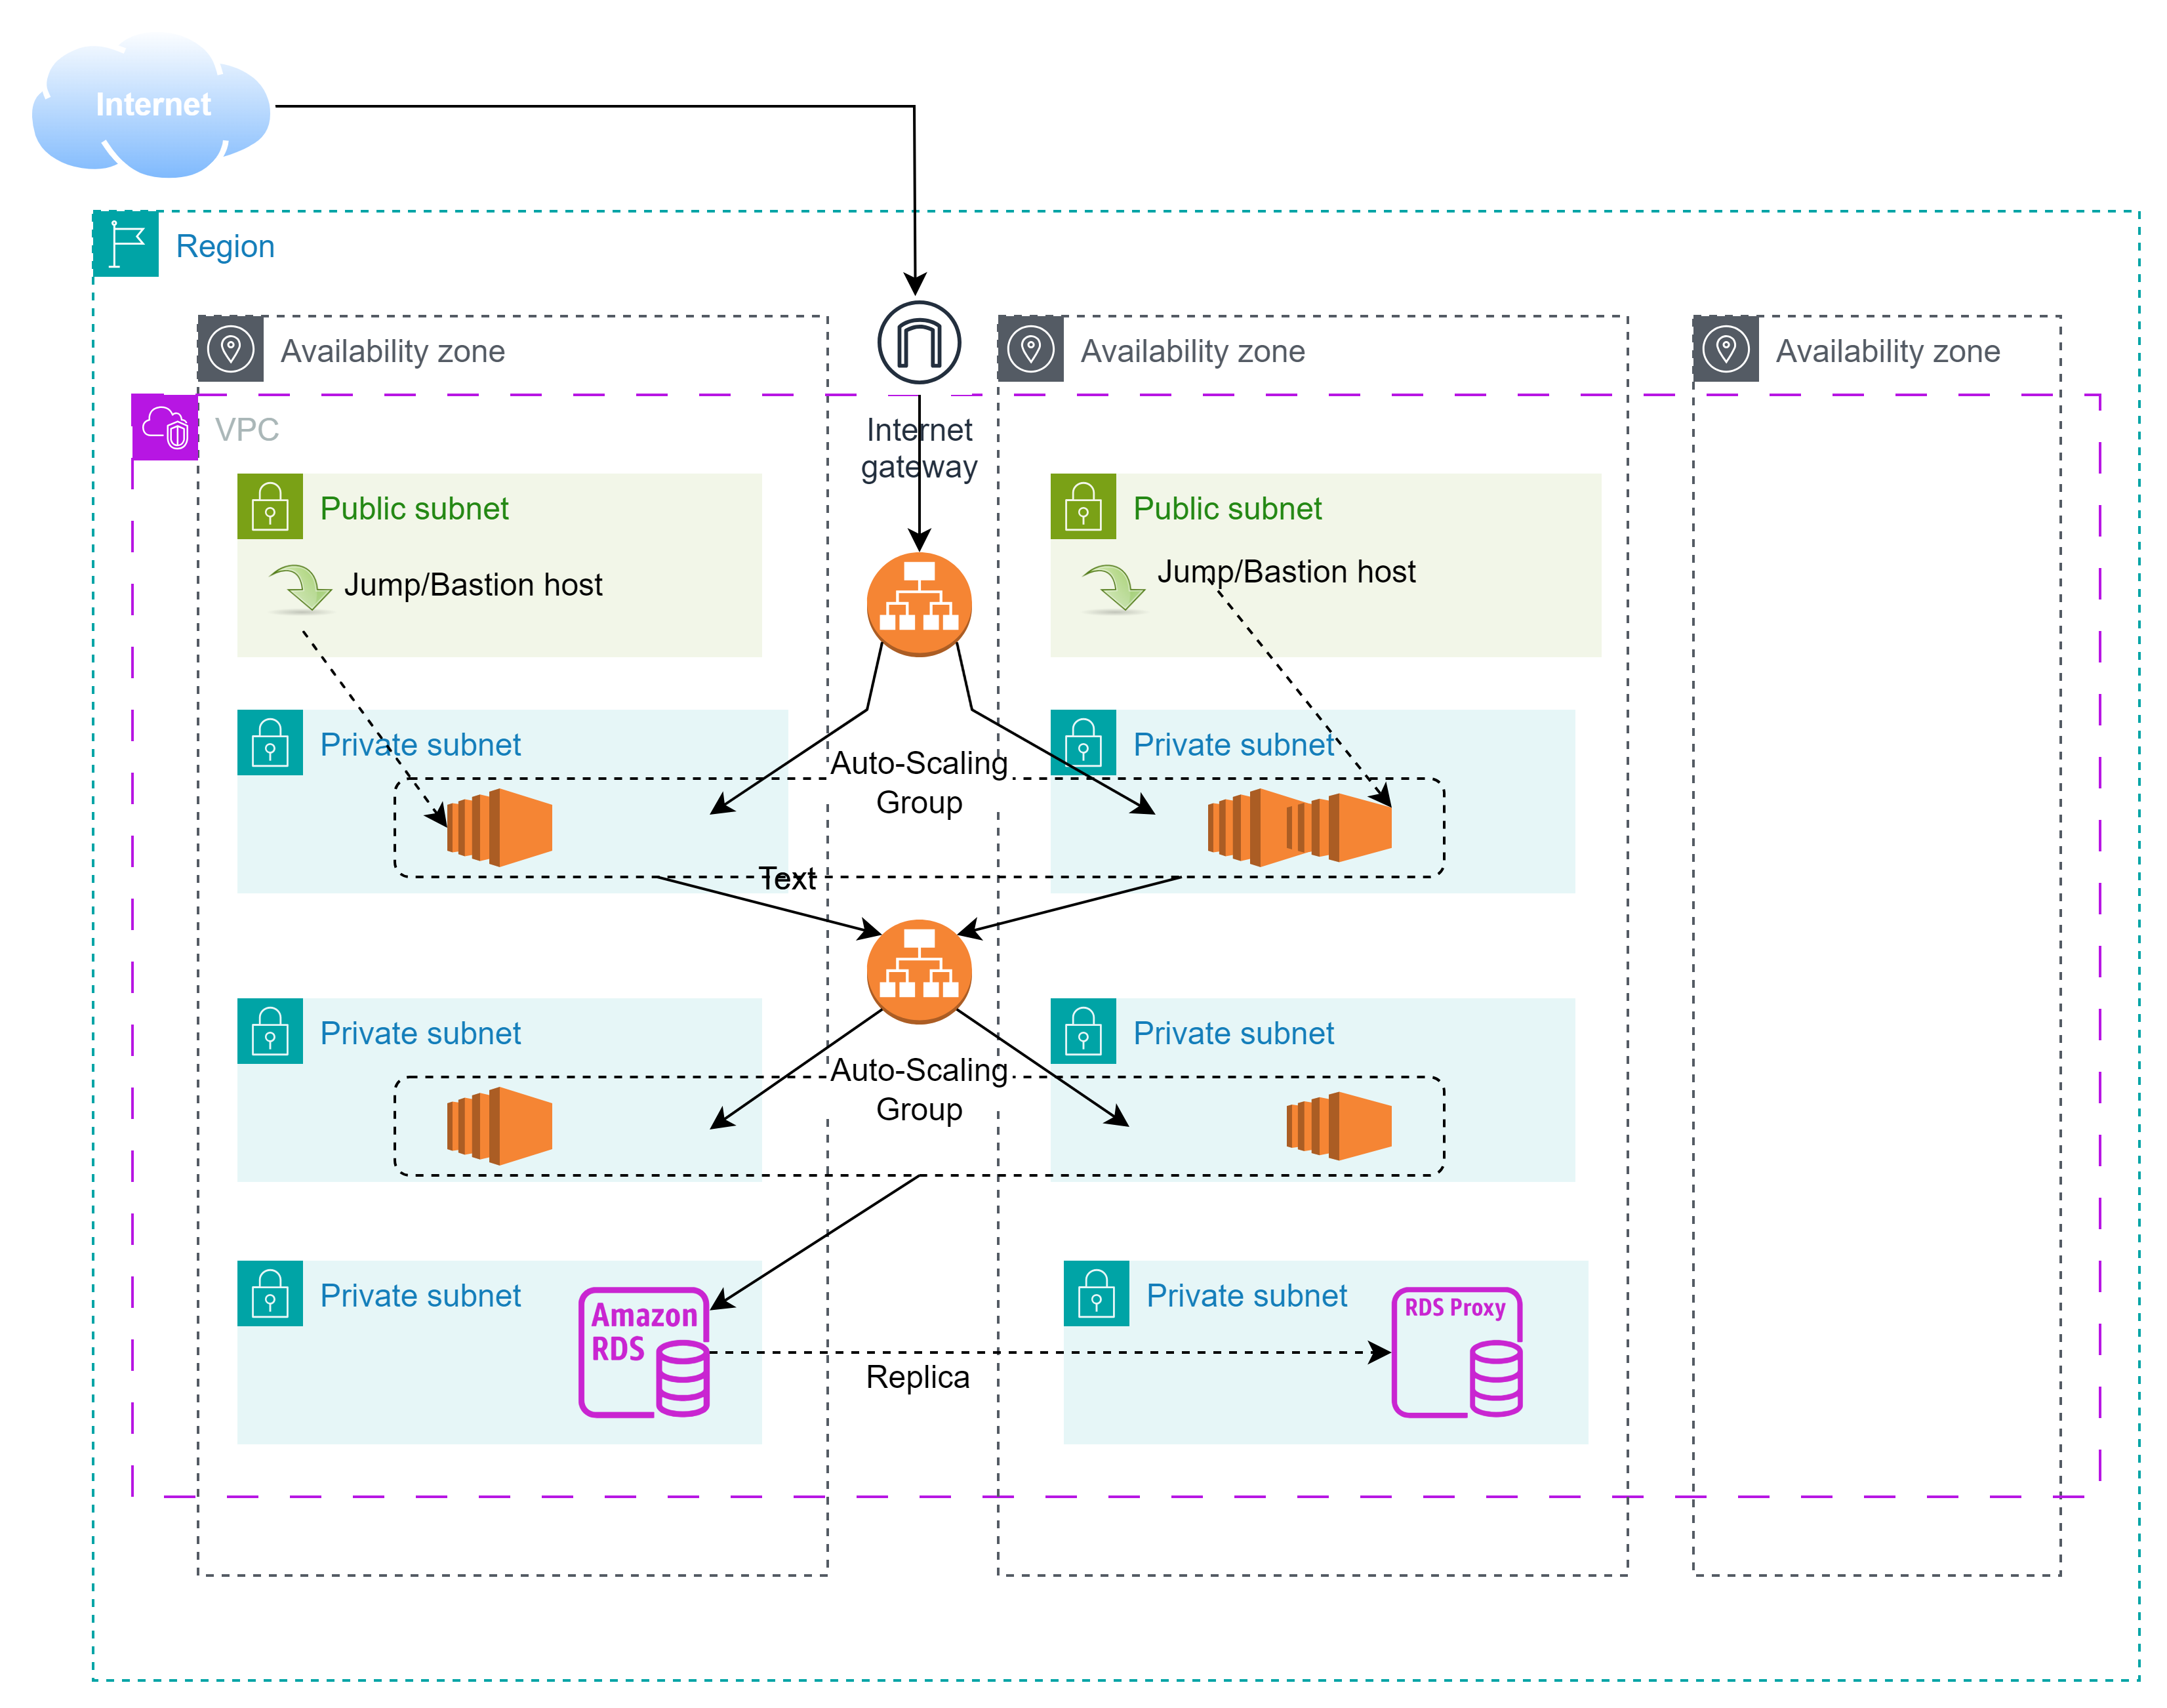 Internet
Region
Availability zone
Availability zone
Availability zone
VPC
Internet
gateway
Public subnet
Public subnet
Jump/Bastion host
Jump/Bastion host
Private subnet
Private subnet
Auto-Scaling
Group
Text
Private subnet
Private subnet
Auto-Scaling
Group
Private subnet
Amazon
RDS
Private subnet
RDS Proxy
Replica